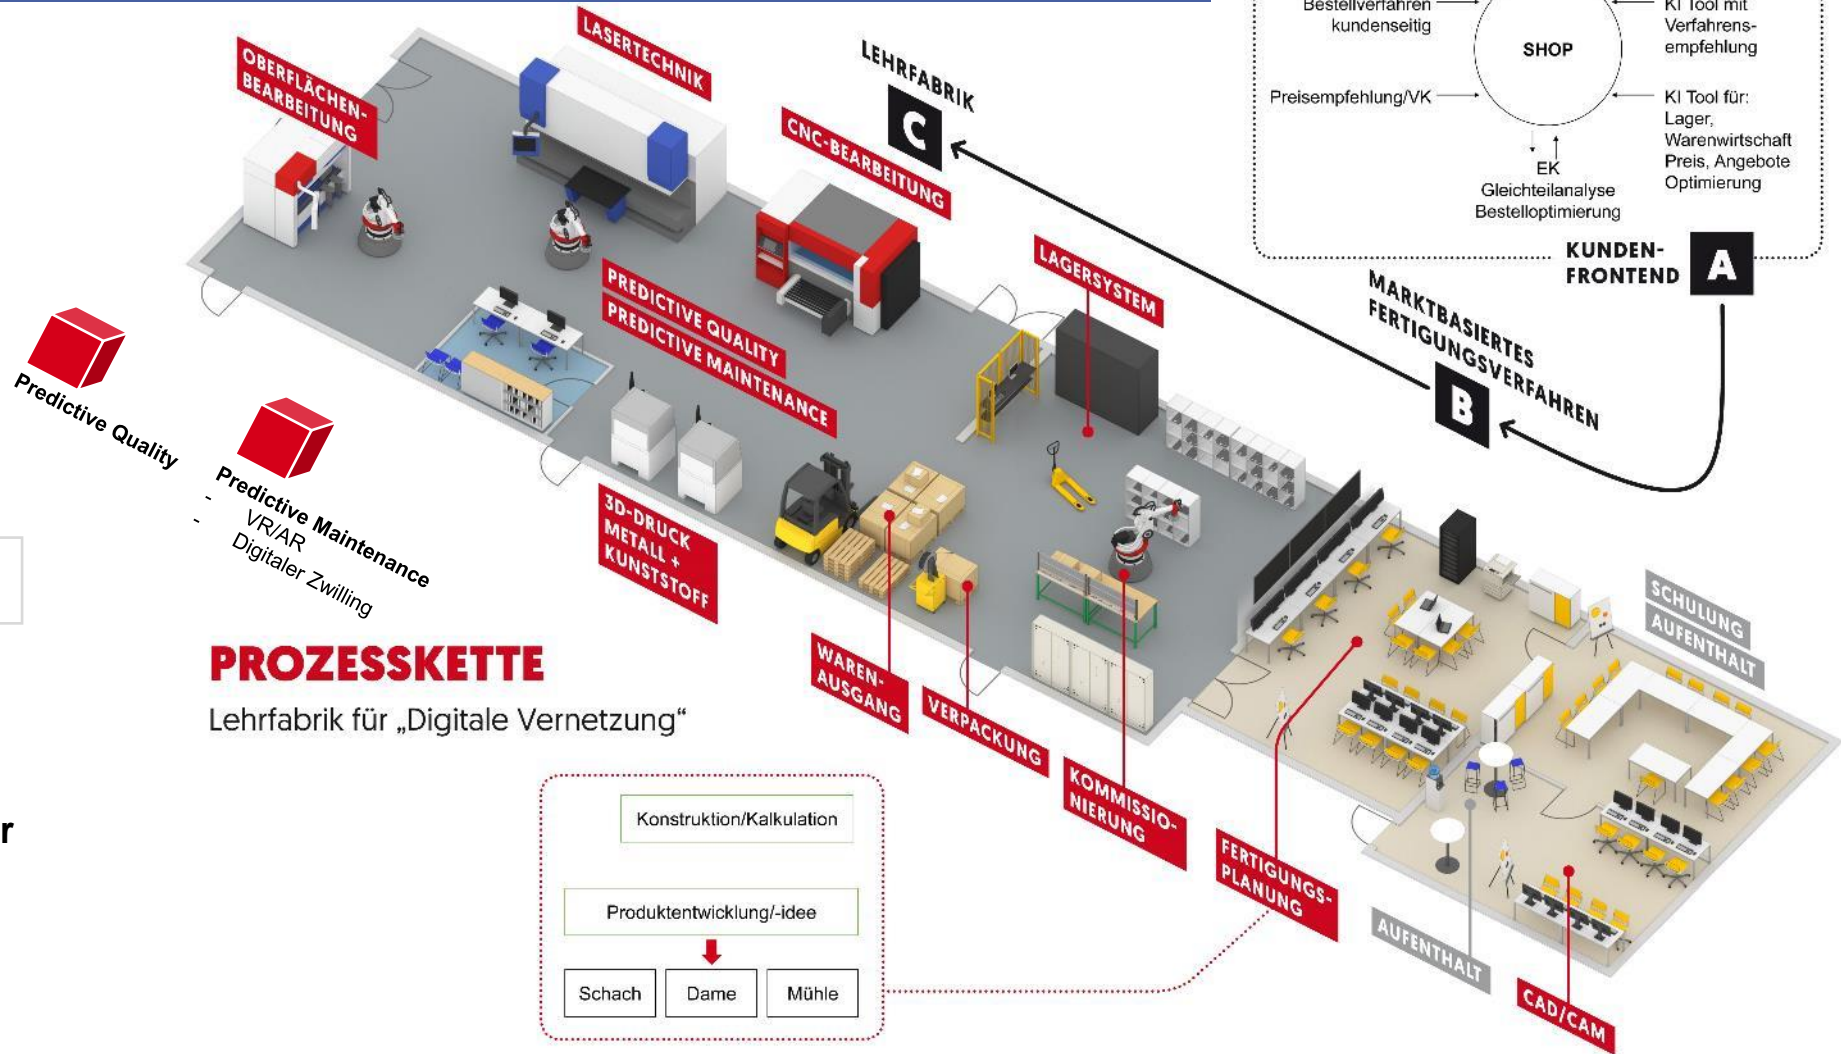 Bestellverfahren
kundenseitig
KI Tool mit
Verfahrens-
empfehlung
SHOP
Preisempfehlung/VK
KI Tool für:
Lager,
Warenwirtschaft
Preis, Angebote
Optimierung
EK
Gleichteilanalyse
Bestelloptimierung
KUNDEN-
FRONTEND
A
MARKTBASIERTES
FERTIGUNGSVERFAHREN
B
LEHRFABRIK
C
OBERFLÄCHEN-
BEARBEITUNG
LASERTECHNIK
CNC-BEARBEITUNG
LAGERSYSTEM
PREDICTIVE QUALITY
PREDICTIVE MAINTENANCE
Predictive Quality
Predictive Maintenance
- VR/AR
- Digitaler Zwilling
3D-DRUCK
METALL +
KUNSTSTOFF
WAREN-
AUSGANG
VERPACKUNG
KOMMISSIO-
NIERUNG
FERTIGUNGS-
PLANUNG
SCHULUNG
AUFENTHALT
AUFENTHALT
CAD/CAM
PROZESSKETTE
Lehrfabrik für „Digitale Vernetzung“
r
Konstruktion/Kalkulation
Produktentwicklung/-idee
Schach
Dame
Mühle